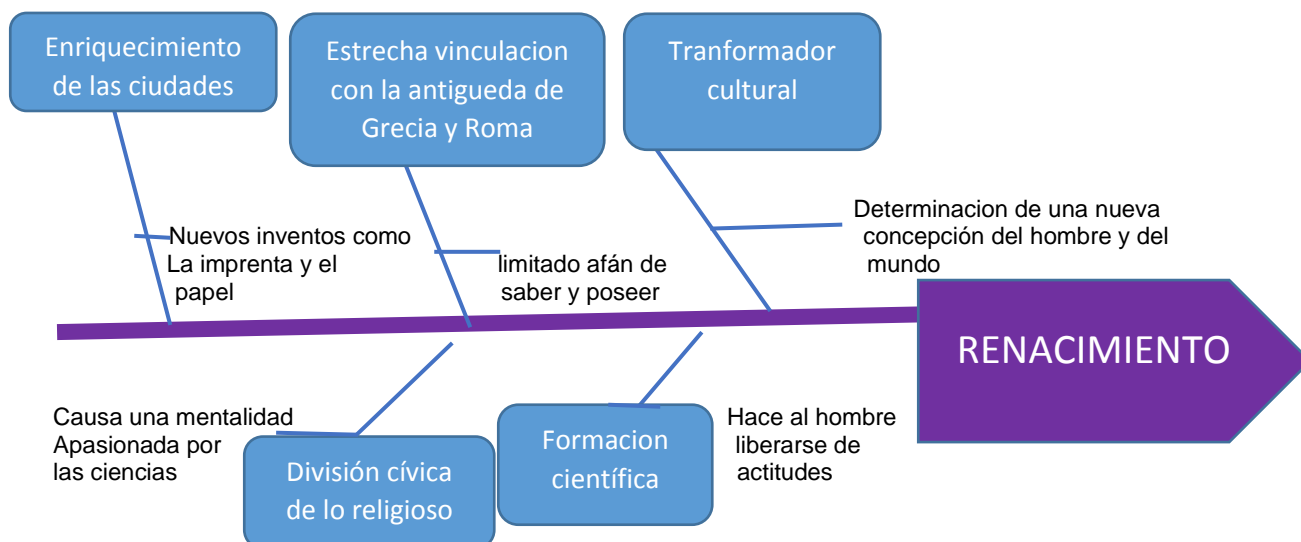 Enriquecimiento
de las ciudades
Estrecha vinculacion
con la antigueda de
Grecia y Roma
Tranformador
cultural
Nuevos inventos como
La imprenta y el
papel
limitado afán de
saber y poseer
Determinacion de una nueva
concepción del hombre y del
mundo
RENACIMIENTO
Causa una mentalidad
Apasionada por
las ciencias
División cívica
de lo religioso
Formacion
científica
Hace al hombre
liberarse de
actitudes